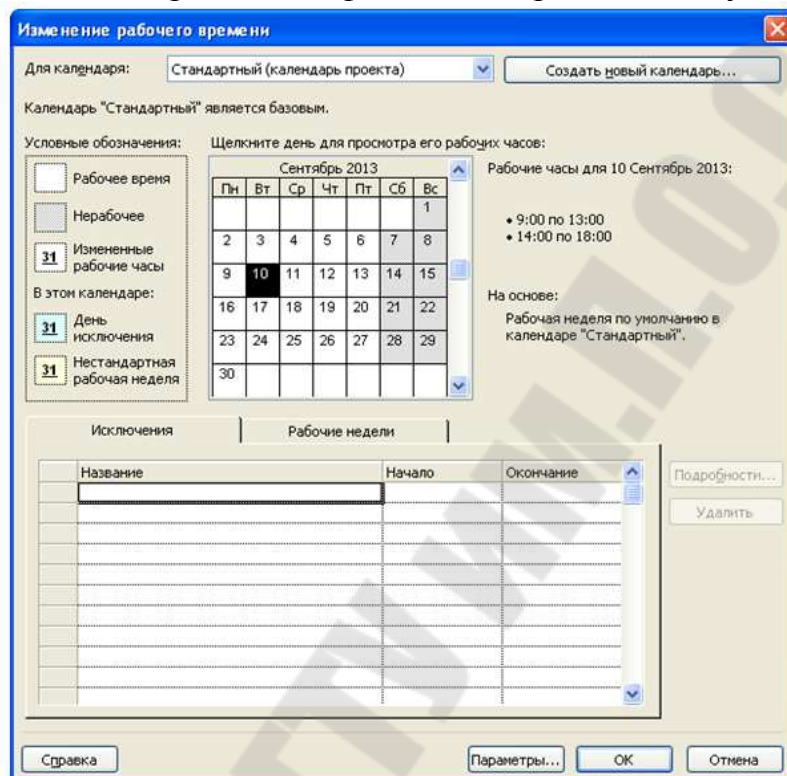 Изменение рабочего времени
Для календаря: Стандартный (календарь проекта) Создать новый календарь...
Календарь "Стандартный" является базовым.
Условные обозначения: Щелкните день для просмотра его рабочих часов:
Рабочее время
Нерабочее
31 Измененные
рабочие часы
В этом календаре:
31 День
исключения
31 Нестандартная
рабочая неделя
Сентябрь 2013
Пн Вт Ср Чт Пт Сб Вс
1
2 3 4 5 6 7 8
9 10 11 12 13 14 15
16 17 18 19 20 21 22
23 24 25 26 27 28 29
30
Рабочие часы для 10 Сентябрь 2013:
• 9:00 по 13:00
• 14:00 по 18:00
На основе:
Рабочая неделя по умолчанию в
календаре "Стандартный".
Исключения Рабочие недели
Название Начало Окончание
Подробности...
Удалить
Справка Параметры... ОК Отмена